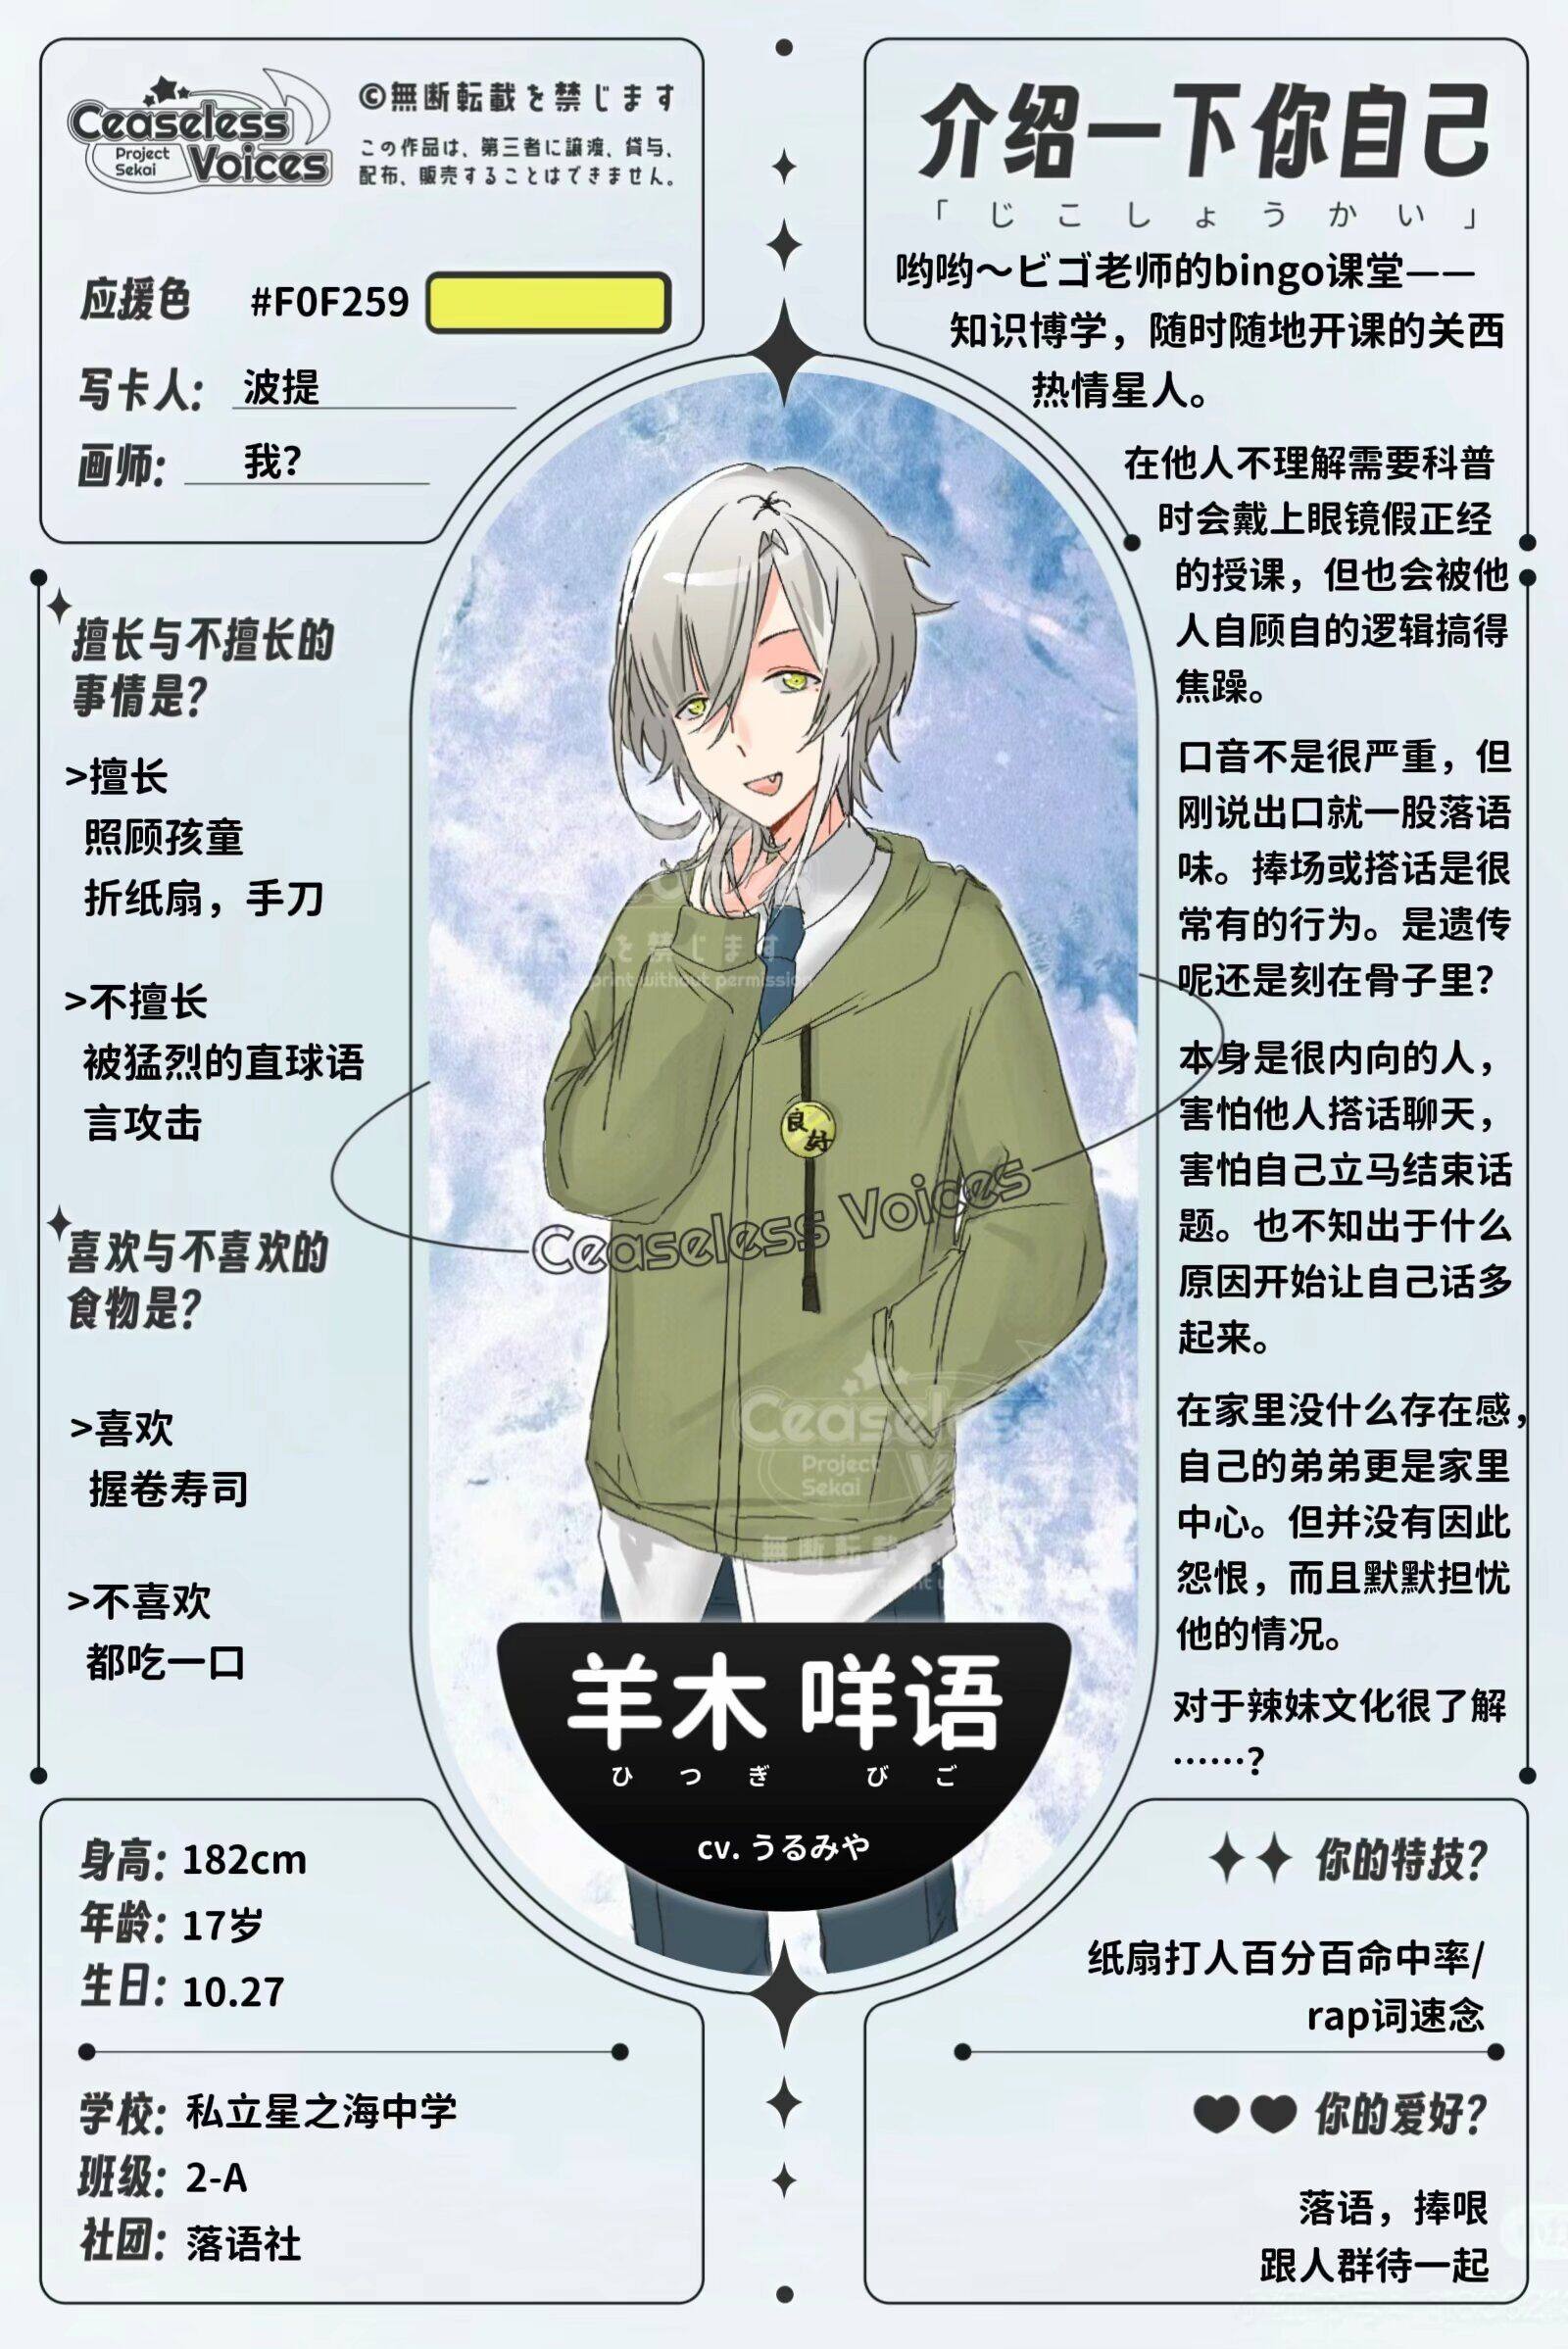 Ceaseless
Project
Sekai
Voices
©無断転載を禁じます
この作品は、第三者に譲渡、貸与、
配布、販売することはできません。
应援色 #F0F259
写卡人: 波提
画师: 我?
介绍一下你自己
「じこしょうかい」
哟哟～ビゴ老师的bingo课堂——
知识博学，随时随地开课的关西
热情星人。
在他人不理解需要科普
时会戴上眼镜假正经
的授课，但也会被他
人自顾自的逻辑搞得
焦躁。
口音不是很严重，但
刚说出口就一股落语
味。捧场或搭话是很
常有的行为。是遗传
呢还是刻在骨子里?
本身是很内向的人，
害怕他人搭话聊天，
害怕自己立马结束话
题。也不知出于什么
原因开始让自己话多
起来。
在家里没什么存在感，
自己的弟弟更是家里
中心。但并没有因此
怨恨，而且默默担忧
他的情况。
对于辣妹文化很了解
……?
擅长与不擅长的
事情是?
>擅长
照顾孩童
折纸扇，手刀
>不擅长
被猛烈的直球语
言攻击
喜欢与不喜欢的
食物是?
>喜欢
握卷寿司
>不喜欢
都吃一口
を禁じます
print without permission
良
好
Ceaseless Voices
Ceaseless
Project
Sekai
無断転載
羊木 咩语
ひつぎ びご
cv. うるみや
身高: 182cm
年龄: 17岁
生日: 10.27
学校: 私立星之海中学
班级: 2-A
社团: 落语社
你的特技?
纸扇打人百分百命中率/
rap词速念
你的爱好?
落语，捧哏
跟人群待一起